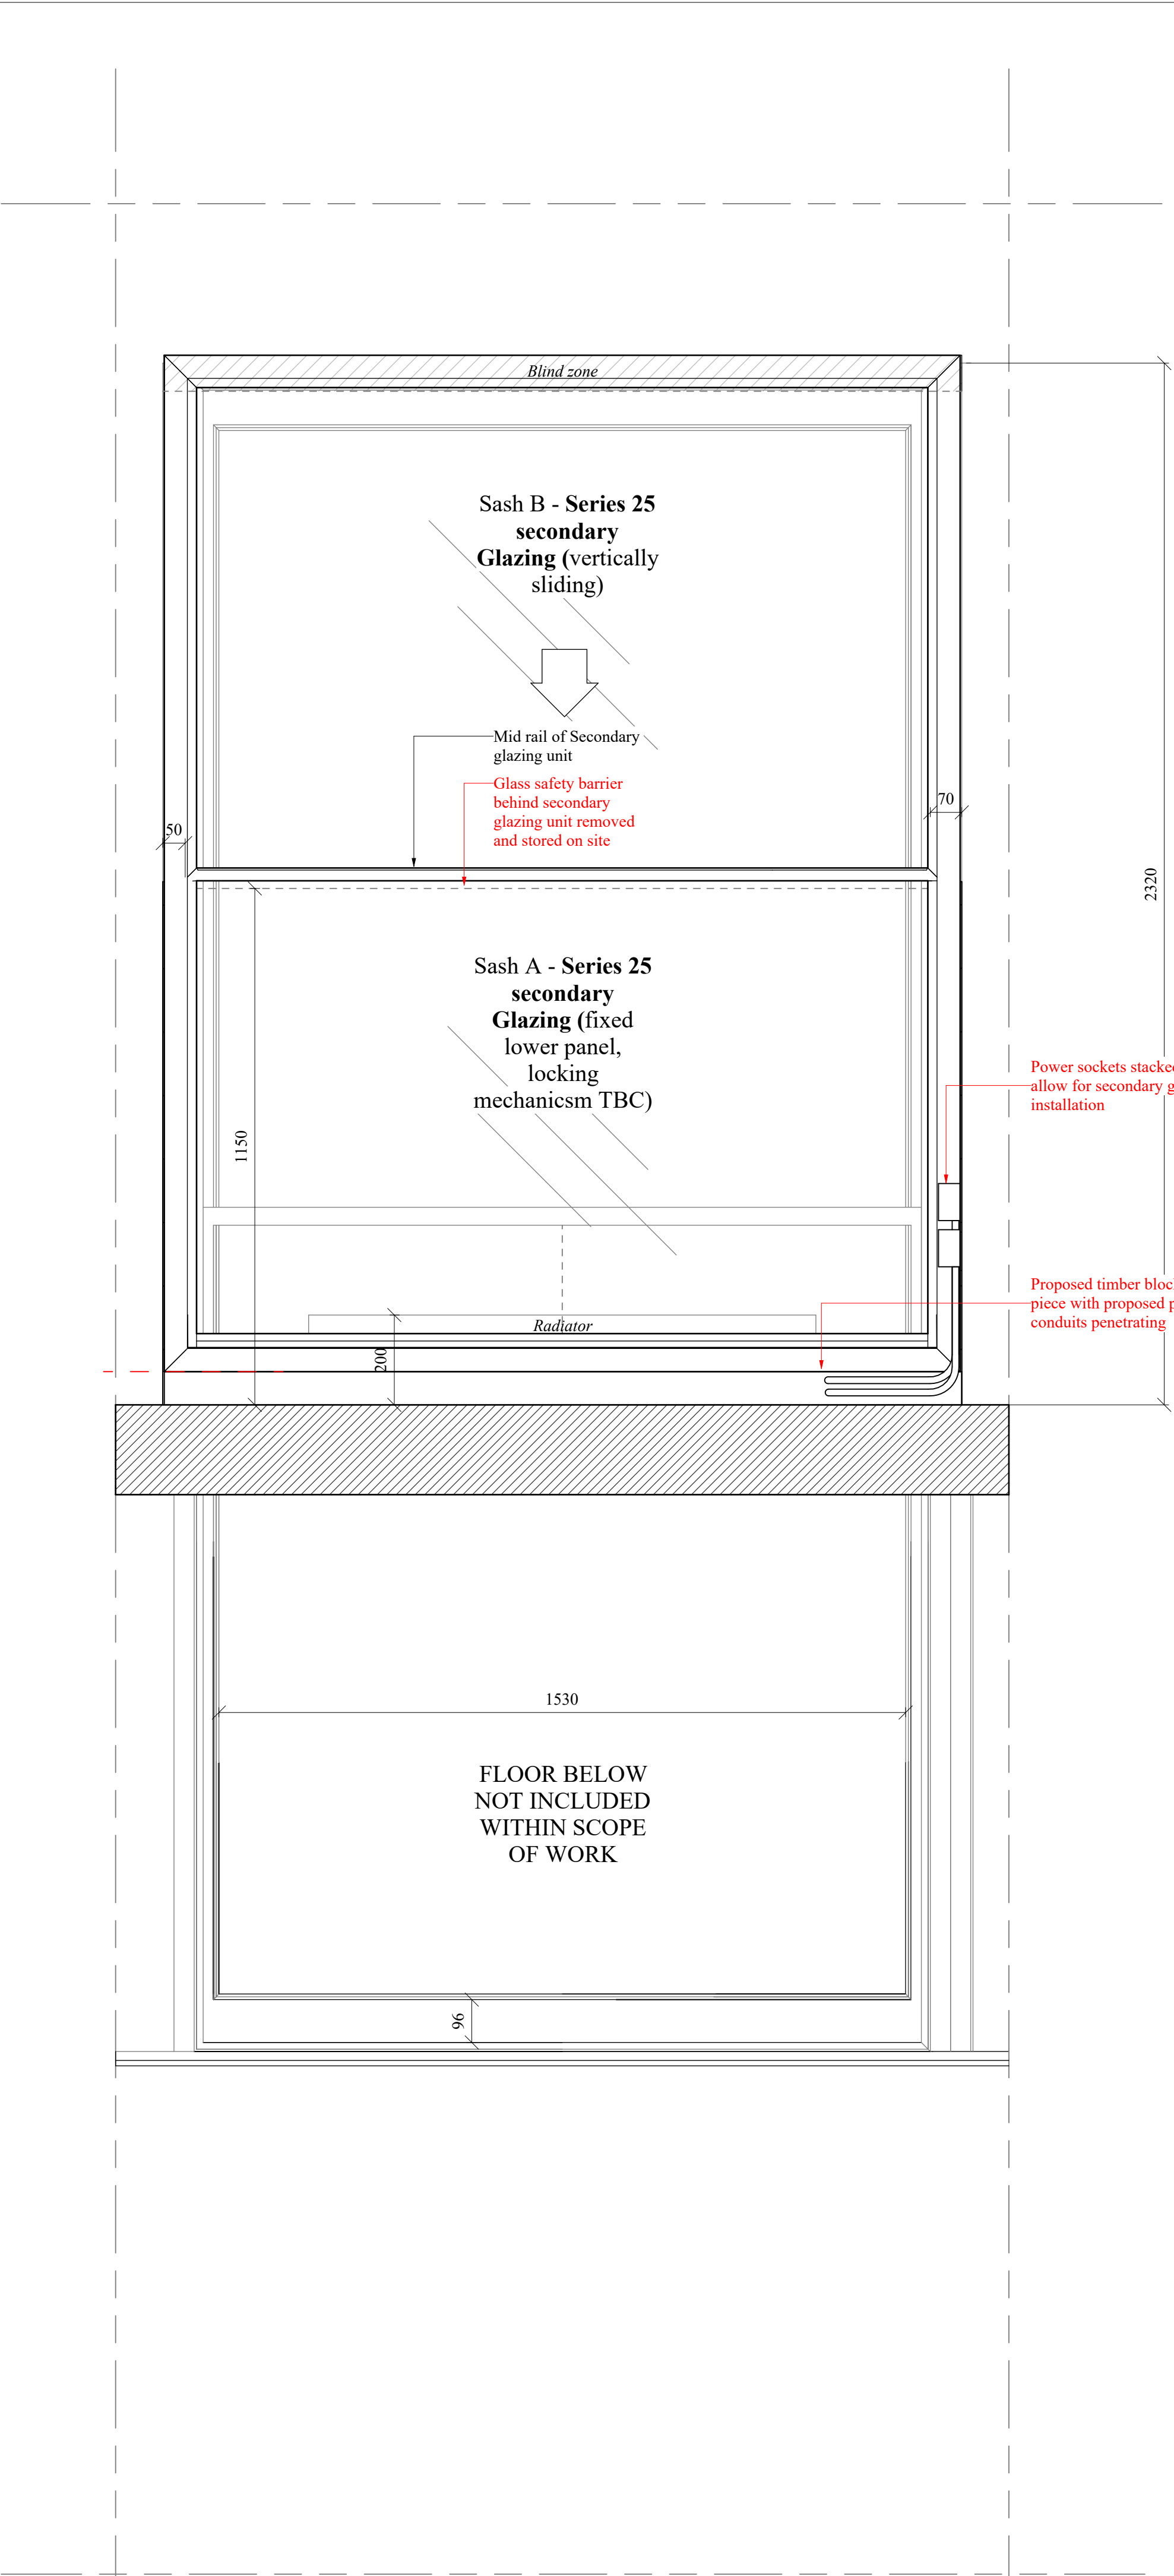 Blind zone
Sash B - Series 25
secondary
Glazing (vertically
sliding)
Mid rail of Secondary
glazing unit
Glass safety barrier
behind secondary
glazing unit removed
and stored on site
50
70
2320
Sash A - Series 25
secondary
Glazing (fixed
lower panel,
locking
mechanicsm TBC)
1150
Power sockets stacked
allow for secondary g
installation
Proposed timber bloc
piece with proposed p
conduits penetrating
Radiator
200
1530
FLOOR BELOW
NOT INCLUDED
WITHIN SCOPE
OF WORK
96